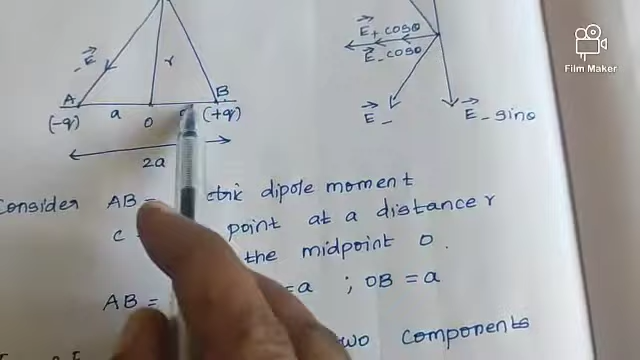 E₊ cosθ
E₋ cosθ
Film Maker
E₋
r
A
B
(-q)
a
O
(+q)
2a
E₋
E₋ sinθ
Consider AB = ctric dipole moment
C point at a distance r
the midpoint O.
AB = =a ; OB = a
two components